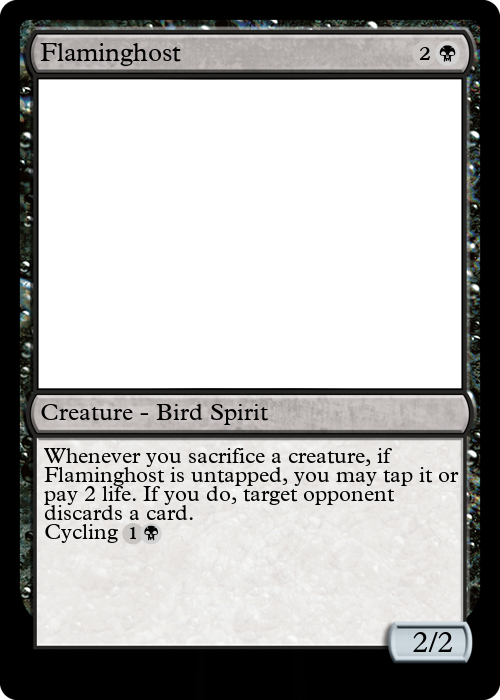 Flaminghost 2
Creature - Bird Spirit
Whenever you sacrifice a creature, if
Flaminghost is untapped, you may tap it or
pay 2 life. If you do, target opponent
discards a card.
Cycling 1
2/2